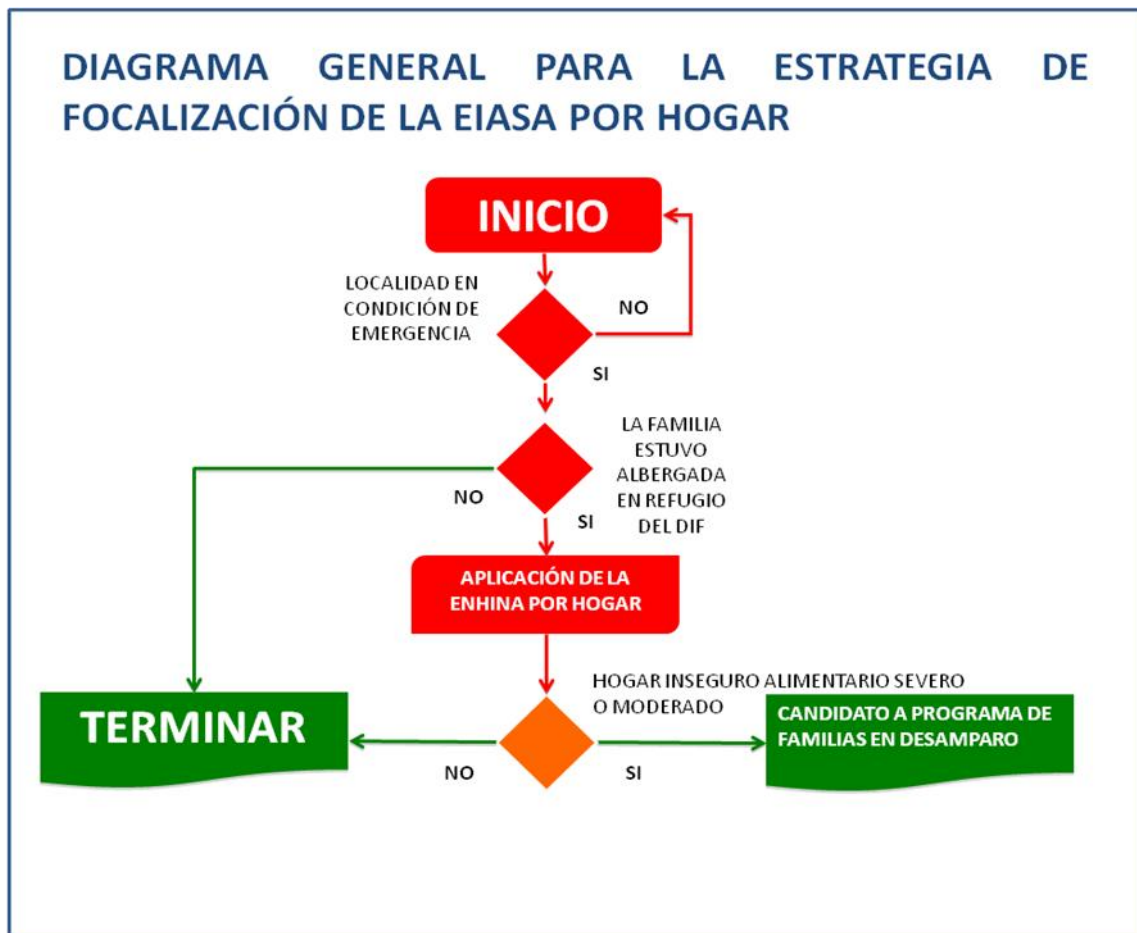 DIAGRAMA GENERAL PARA LA ESTRATEGIA DE
FOCALIZACIÓN DE LA EIASA POR HOGAR
INICIO
LOCALIDAD EN
CONDICIÓN DE
EMERGENCIA
NO
SI
LA FAMILIA
ESTUVO
ALBERGADA
EN REFUGIO
DEL DIF
NO
SI
APLICACIÓN DE LA
ENHINA POR HOGAR
HOGAR INSEGURO ALIMENTARIO SEVERO
O MODERADO
TERMINAR
CANDIDATO A PROGRAMA DE
FAMILIAS EN DESAMPARO
NO
SI